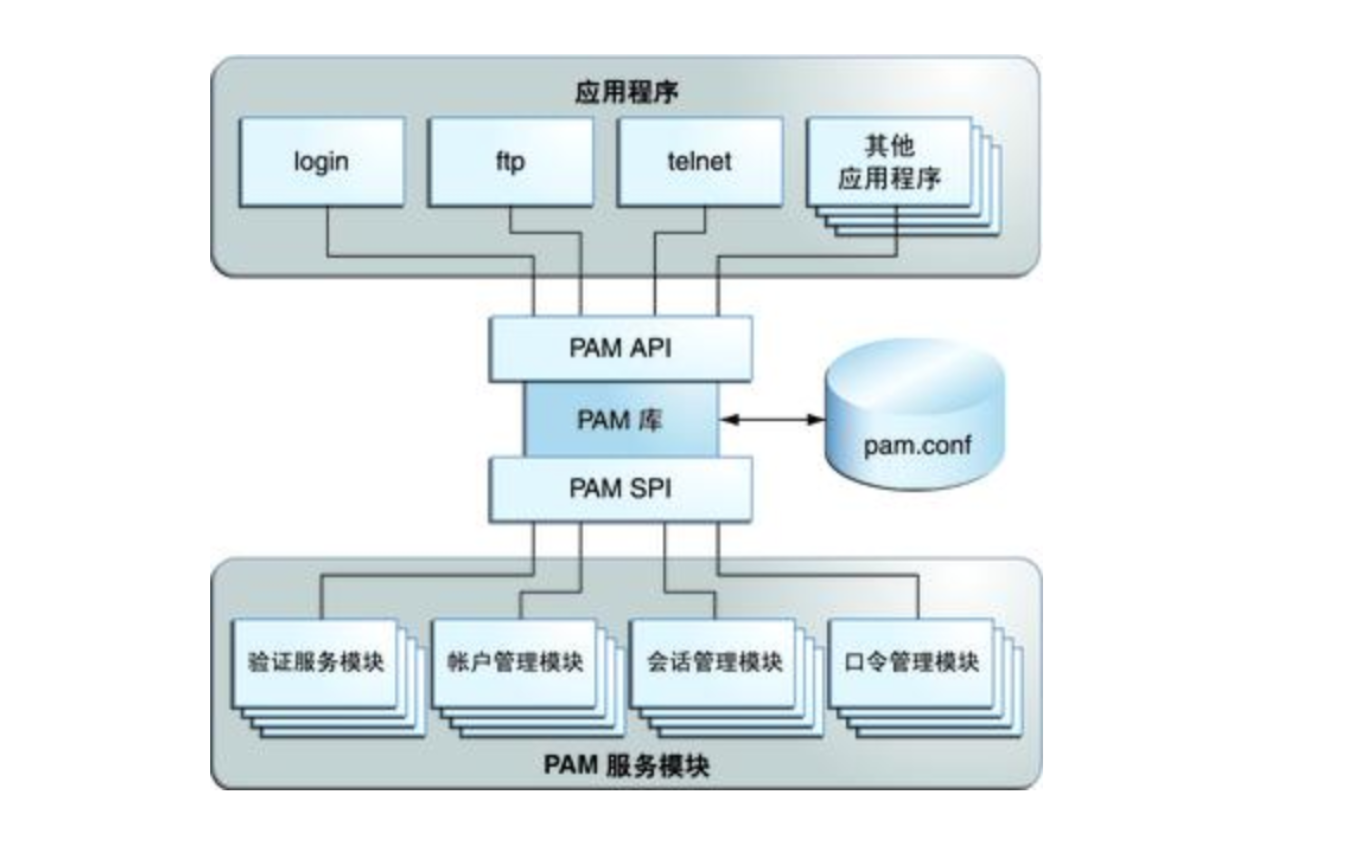 应用程序
login
ftp
telnet
其他
应用程序
PAM API
PAM 库
pam.conf
PAM SPI
验证服务模块
帐户管理模块
会话管理模块
口令管理模块
PAM 服务模块